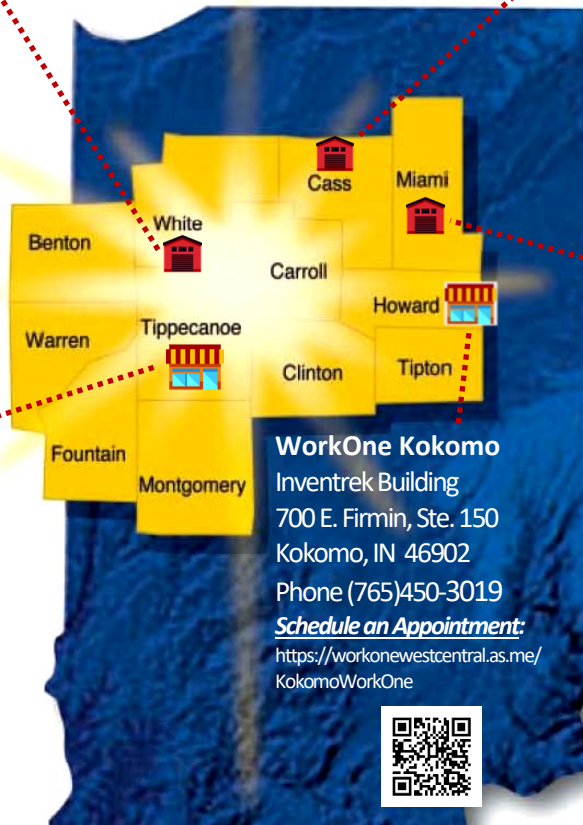 Cass
Miami
White
Benton
Carroll
Howard
Tippecanoe
Warren
Clinton
Tipton
Fountain
Montgomery
WorkOne Kokomo
Inventrek Building
700 E. Firmin, Ste. 150
Kokomo, IN 46902
Phone (765)450-3019
Schedule an Appointment:
https://workonewestcentral.as.me/
KokomoWorkOne